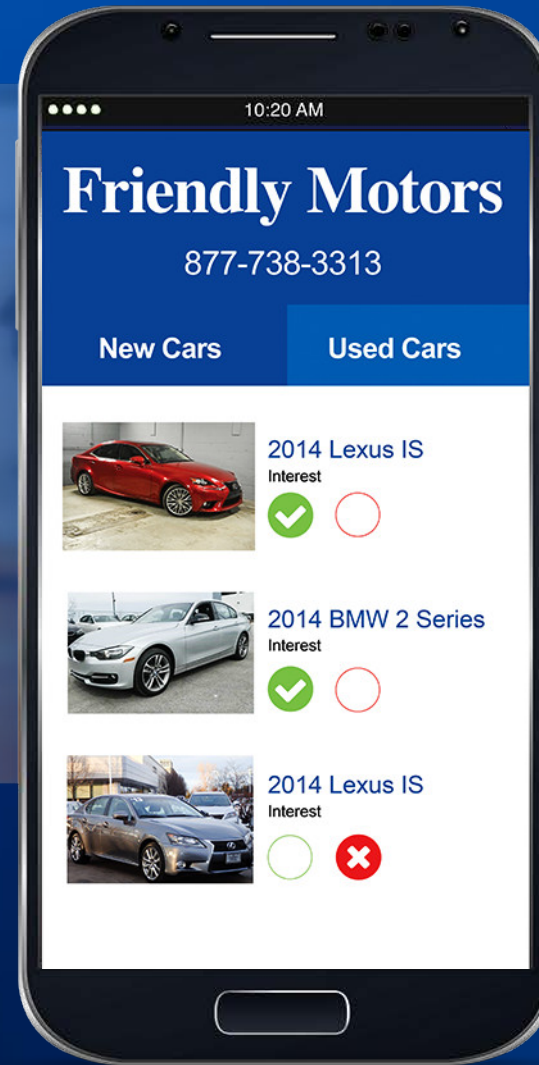 10:20 AM
Friendly Motors
877-738-3313
New Cars Used Cars
2014 Lexus IS
Interest
2014 BMW 2 Series
Interest
2014 Lexus IS
Interest